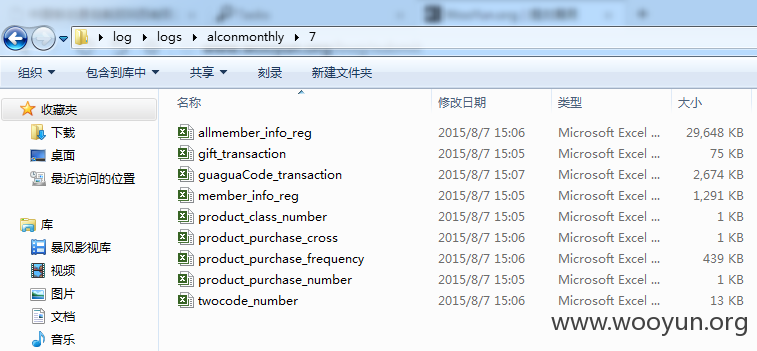 log ▸ logs ▸ alconmonthly ▸ 7
组织 包含到库中 共享 刻录 新建文件夹
收藏夹
下载
桌面
最近访问的位置
库
暴风影视库
视频
图片
文档
音乐
名称 修改日期 类型 大小
allmember_info_reg 2015/8/7 15:06 Microsoft Excel ... 29,648 KB
gift_transaction 2015/8/7 15:05 Microsoft Excel ... 75 KB
guaguaCode_transaction 2015/8/7 15:07 Microsoft Excel ... 2,674 KB
member_info_reg 2015/8/7 15:06 Microsoft Excel ... 1,291 KB
product_class_number 2015/8/7 15:05 Microsoft Excel ... 1 KB
product_purchase_cross 2015/8/7 15:06 Microsoft Excel ... 1 KB
product_purchase_frequency 2015/8/7 15:06 Microsoft Excel ... 439 KB
product_purchase_number 2015/8/7 15:05 Microsoft Excel ... 1 KB
twocode_number 2015/8/7 15:06 Microsoft Excel ... 13 KB
www.wooyun.org